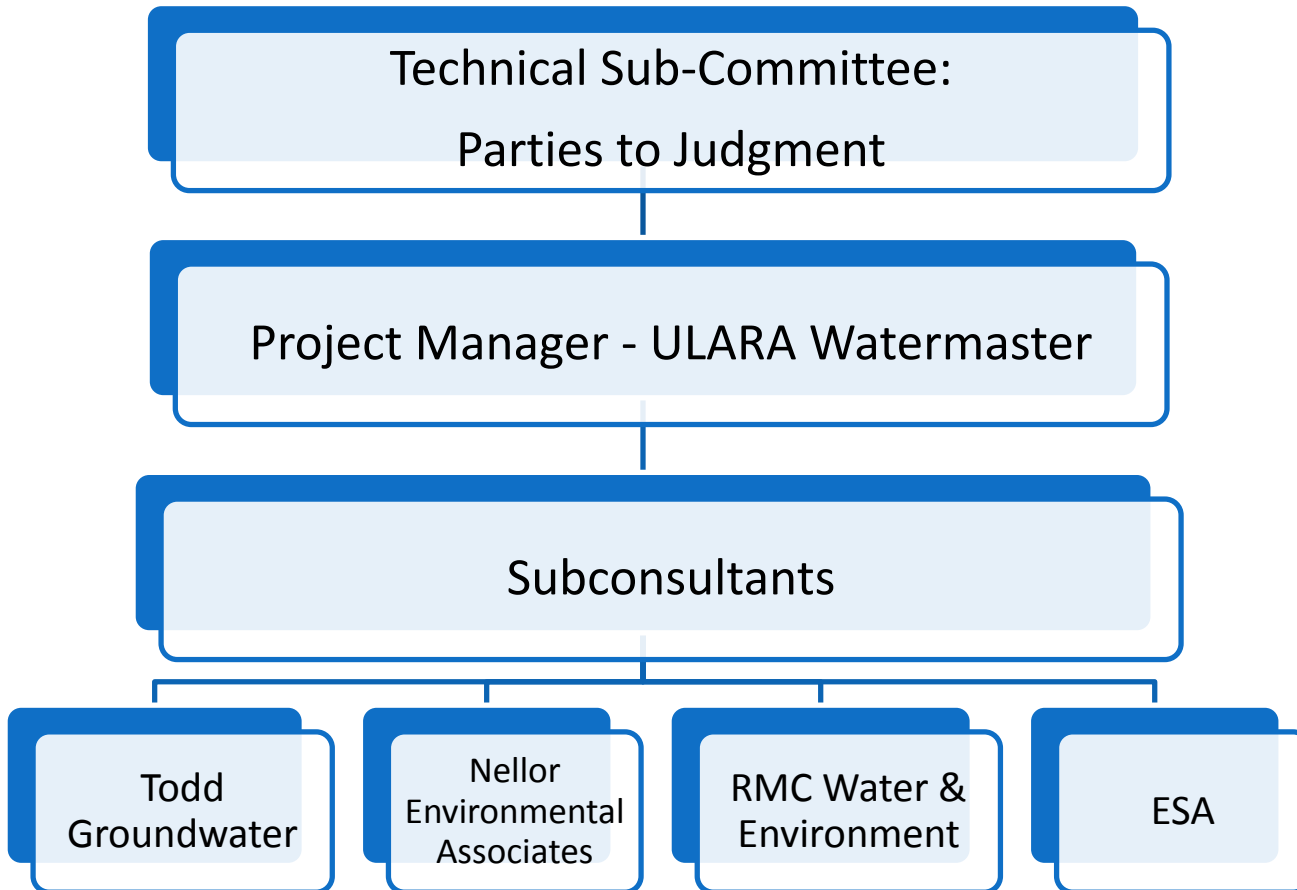 Technical Sub-Committee:
Parties to Judgment
Project Manager - ULARA Watermaster
Subconsultants
Todd
Groundwater
Nellor
Environmental
Associates
RMC Water &
Environment
ESA